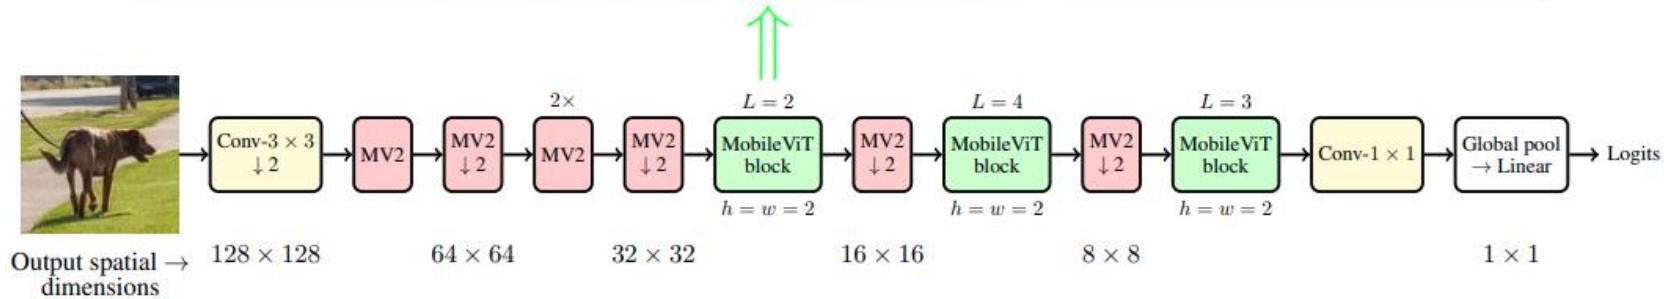 2×
L = 2
L = 4
L = 3
Conv-3 × 3
↓2
MV2
MV2
↓2
MV2
MV2
↓2
MobileViT
block
MV2
↓2
MobileViT
block
MV2
↓2
MobileViT
block
Conv-1 × 1
Global pool
→ Linear
Logits
h = w = 2
h = w = 2
h = w = 2
Output spatial →
dimensions
128 × 128
64 × 64
32 × 32
16 × 16
8 × 8
1 × 1